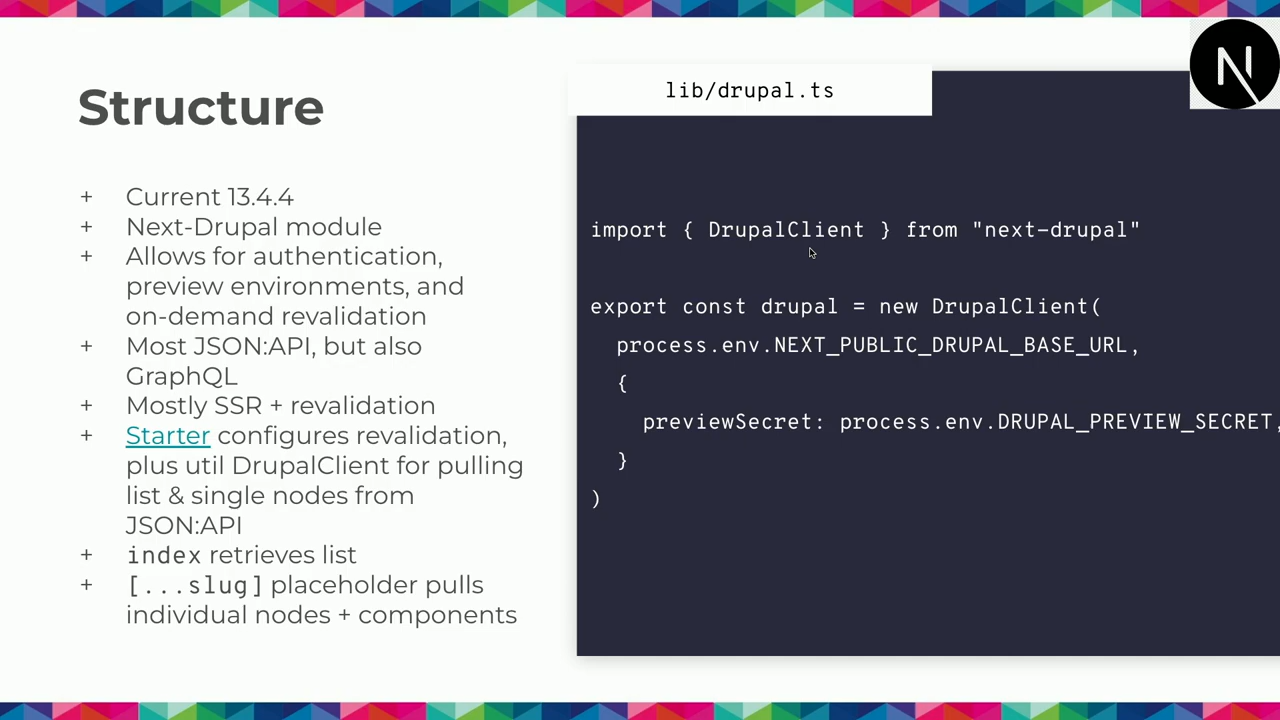 Structure
+ Current 13.4.4
+ Next-Drupal module
+ Allows for authentication,
preview environments, and
on-demand revalidation
+ Most JSON:API, but also
GraphQL
+ Mostly SSR + revalidation
+ Starter configures revalidation,
plus util DrupalClient for pulling
list & single nodes from
JSON:API
+ index retrieves list
+ [...slug] placeholder pulls
individual nodes + components
lib/drupal.ts
N
import { DrupalClient } from "next-drupal"
export const drupal = new DrupalClient(
process.env.NEXT_PUBLIC_DRUPAL_BASE_URL,
{
previewSecret: process.env.DRUPAL_PREVIEW_SECRET,
}
)